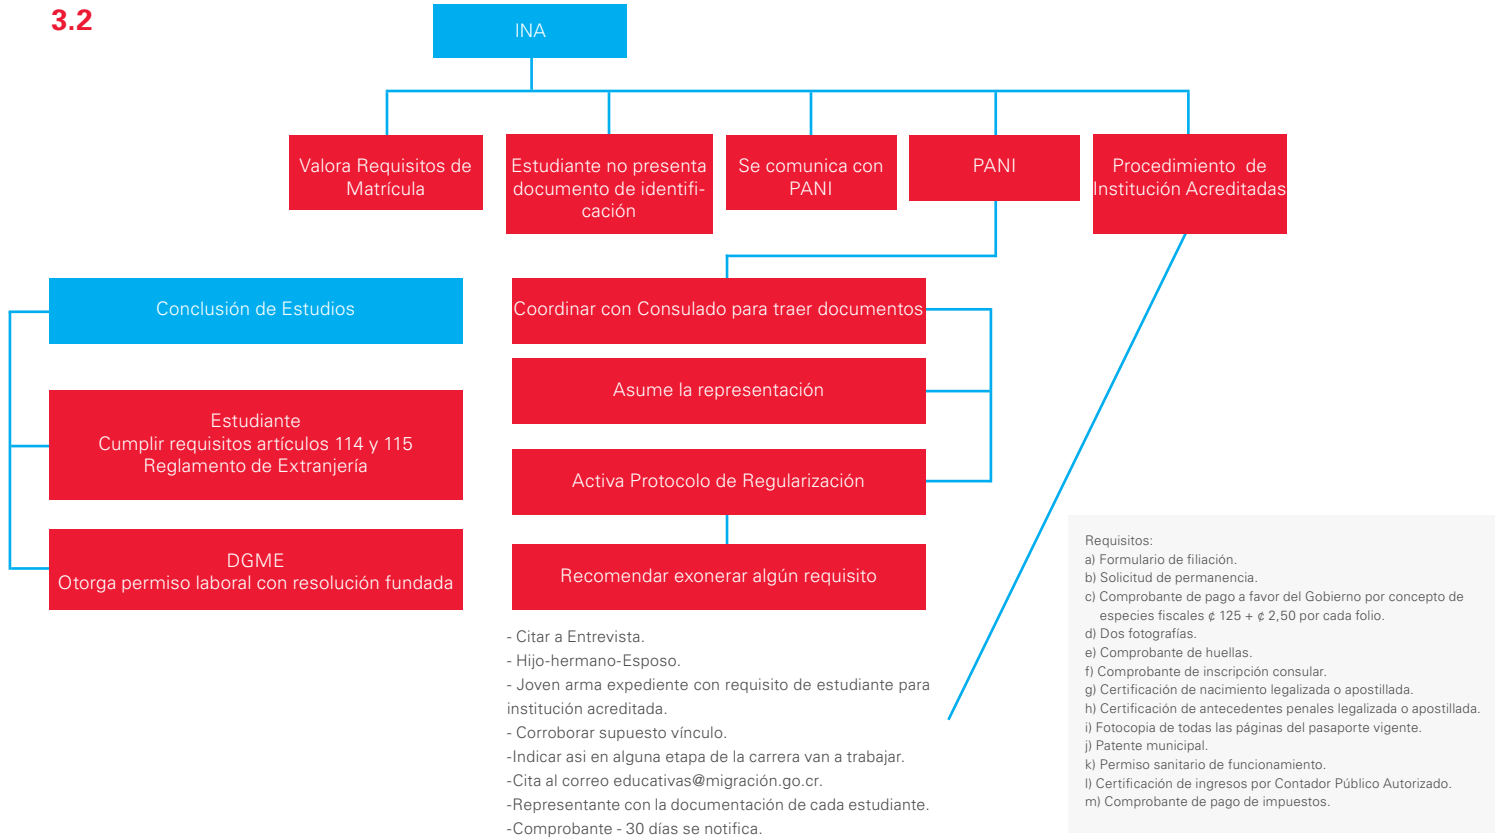 3.2
INA
Valora Requisitos de
Matrícula
Estudiante no presenta
documento de identifi-
cación
Se comunica con
PANI
PANI
Procedimiento de
Institución Acreditadas
Conclusión de Estudios
Estudiante
Cumplir requisitos artículos 114 y 115
Reglamento de Extranjería
DGME
Otorga permiso laboral con resolución fundada
Coordinar con Consulado para traer documentos
Asume la representación
Activa Protocolo de Regularización
Recomendar exonerar algún requisito
- Citar a Entrevista.
- Hijo-hermano-Esposo.
- Joven arma expediente con requisito de estudiante para
institución acreditada.
- Corroborar supuesto vínculo.
-Indicar asi en alguna etapa de la carrera van a trabajar.
-Cita al correo educativas@migración.go.cr.
-Representante con la documentación de cada estudiante.
-Comprobante - 30 días se notifica.
Requisitos:
a) Formulario de filiación.
b) Solicitud de permanencia.
c) Comprobante de pago a favor del Gobierno por concepto de
especies fiscales ¢ 125 + ¢ 2,50 por cada folio.
d) Dos fotografías.
e) Comprobante de huellas.
f) Comprobante de inscripción consular.
g) Certificación de nacimiento legalizada o apostillada.
h) Certificación de antecedentes penales legalizada o apostillada.
i) Fotocopia de todas las páginas del pasaporte vigente.
j) Patente municipal.
k) Permiso sanitario de funcionamiento.
l) Certificación de ingresos por Contador Público Autorizado.
m) Comprobante de pago de impuestos.